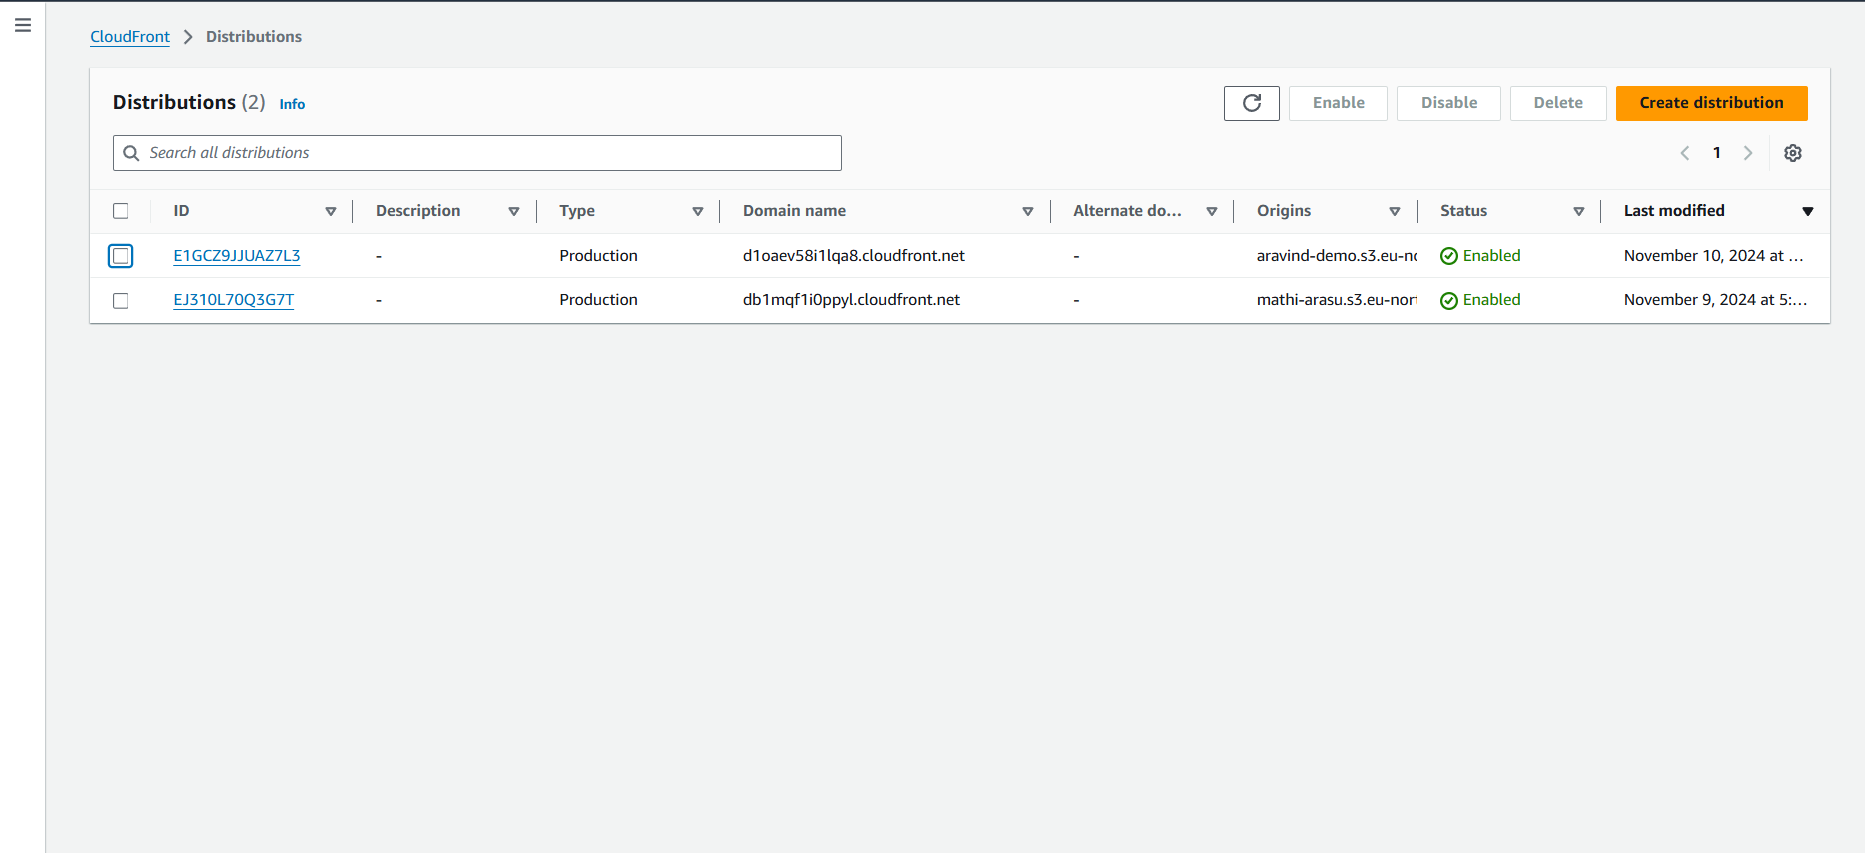 CloudFront > Distributions
Distributions (2) Info
Enable Disable Delete Create distribution
Search all distributions
1
ID Description Type Domain name Alternate do... Origins Status Last modified
E1GCZ9JJUAZ7L3 - Production d1oaev58i1lqa8.cloudfront.net - aravind-demo.s3.eu-no Enabled November 10, 2024 at ...
EJ310L70Q3G7T - Production db1mqf1i0ppyl.cloudfront.net - mathi-arasu.s3.eu-nort Enabled November 9, 2024 at 5:...